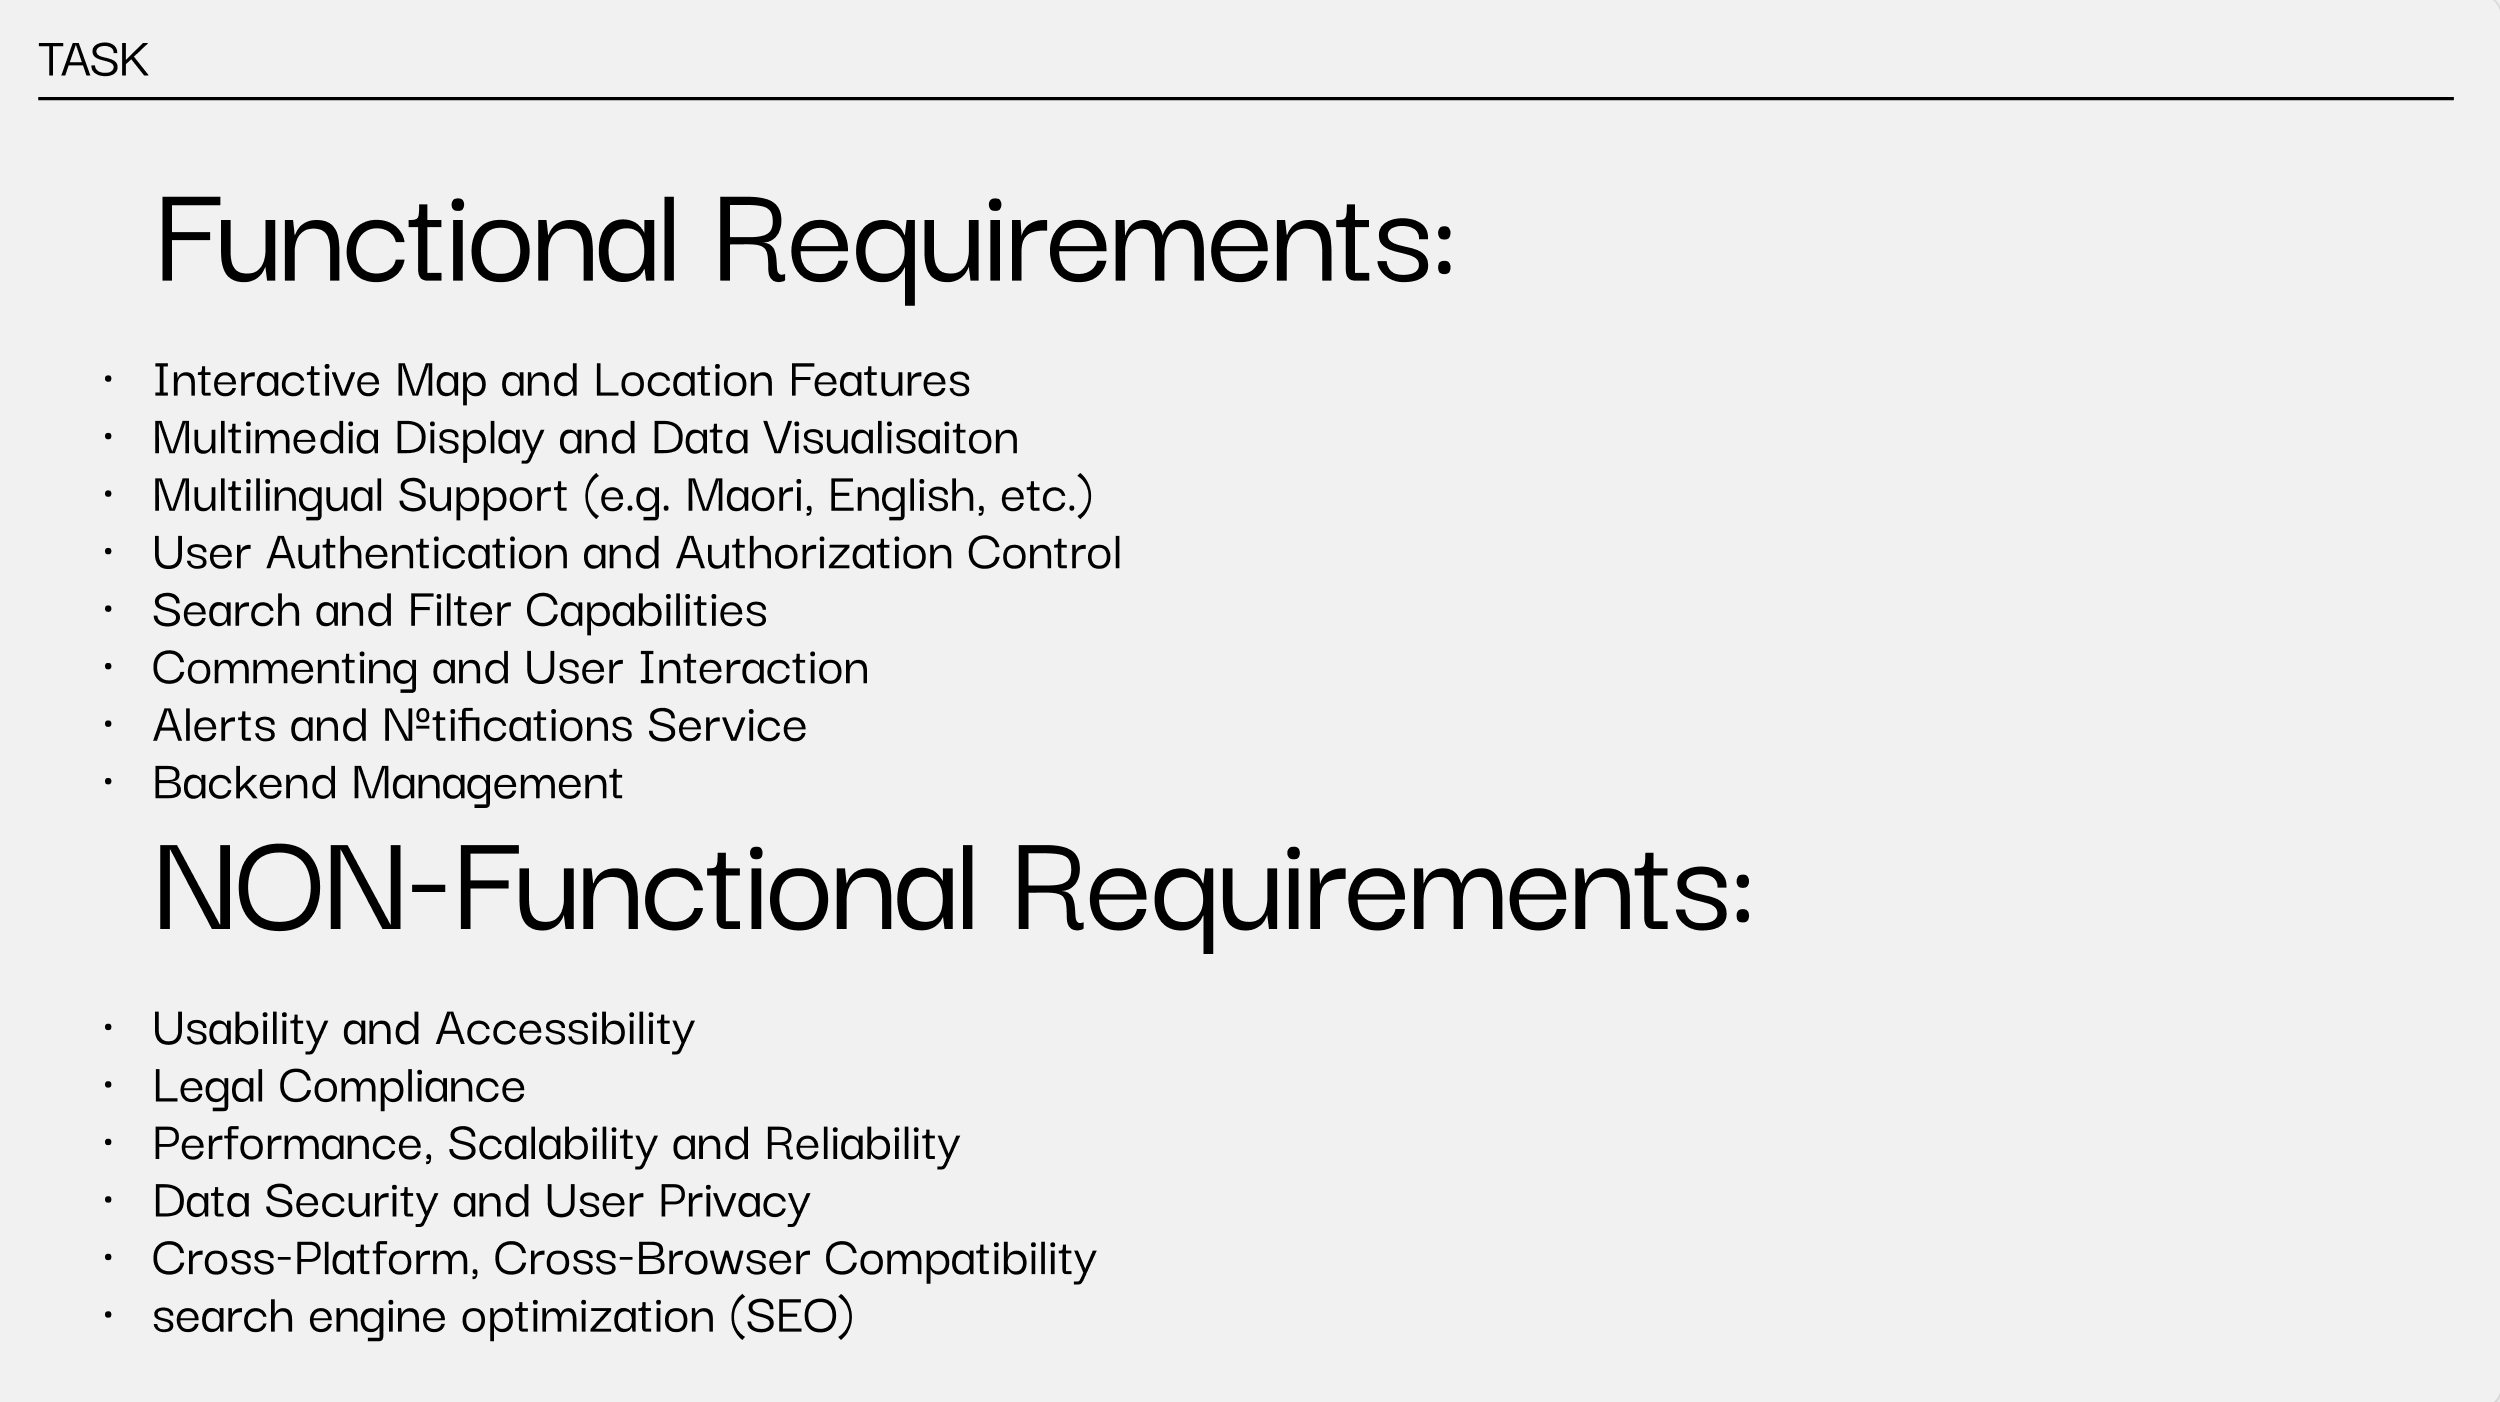 TASK
Functional Requirements:
• Interactive Map and Location Features
• Multimedia Display and Data Visualisaiton
• Multilingual Support (e.g. Maori, English, etc.)
• User Authentication and Authorization Control
• Search and Filter Capabilities
• Commenting and User Interaction
• Alerts and №tifications Service
• Backend Management
NON-Functional Requirements:
• Usability and Accessibility
• Legal Compliance
• Performance, Scalability and Reliability
• Data Security and User Privacy
• Cross-Platform, Cross-Browser Compatibility
• search engine optimization (SEO)